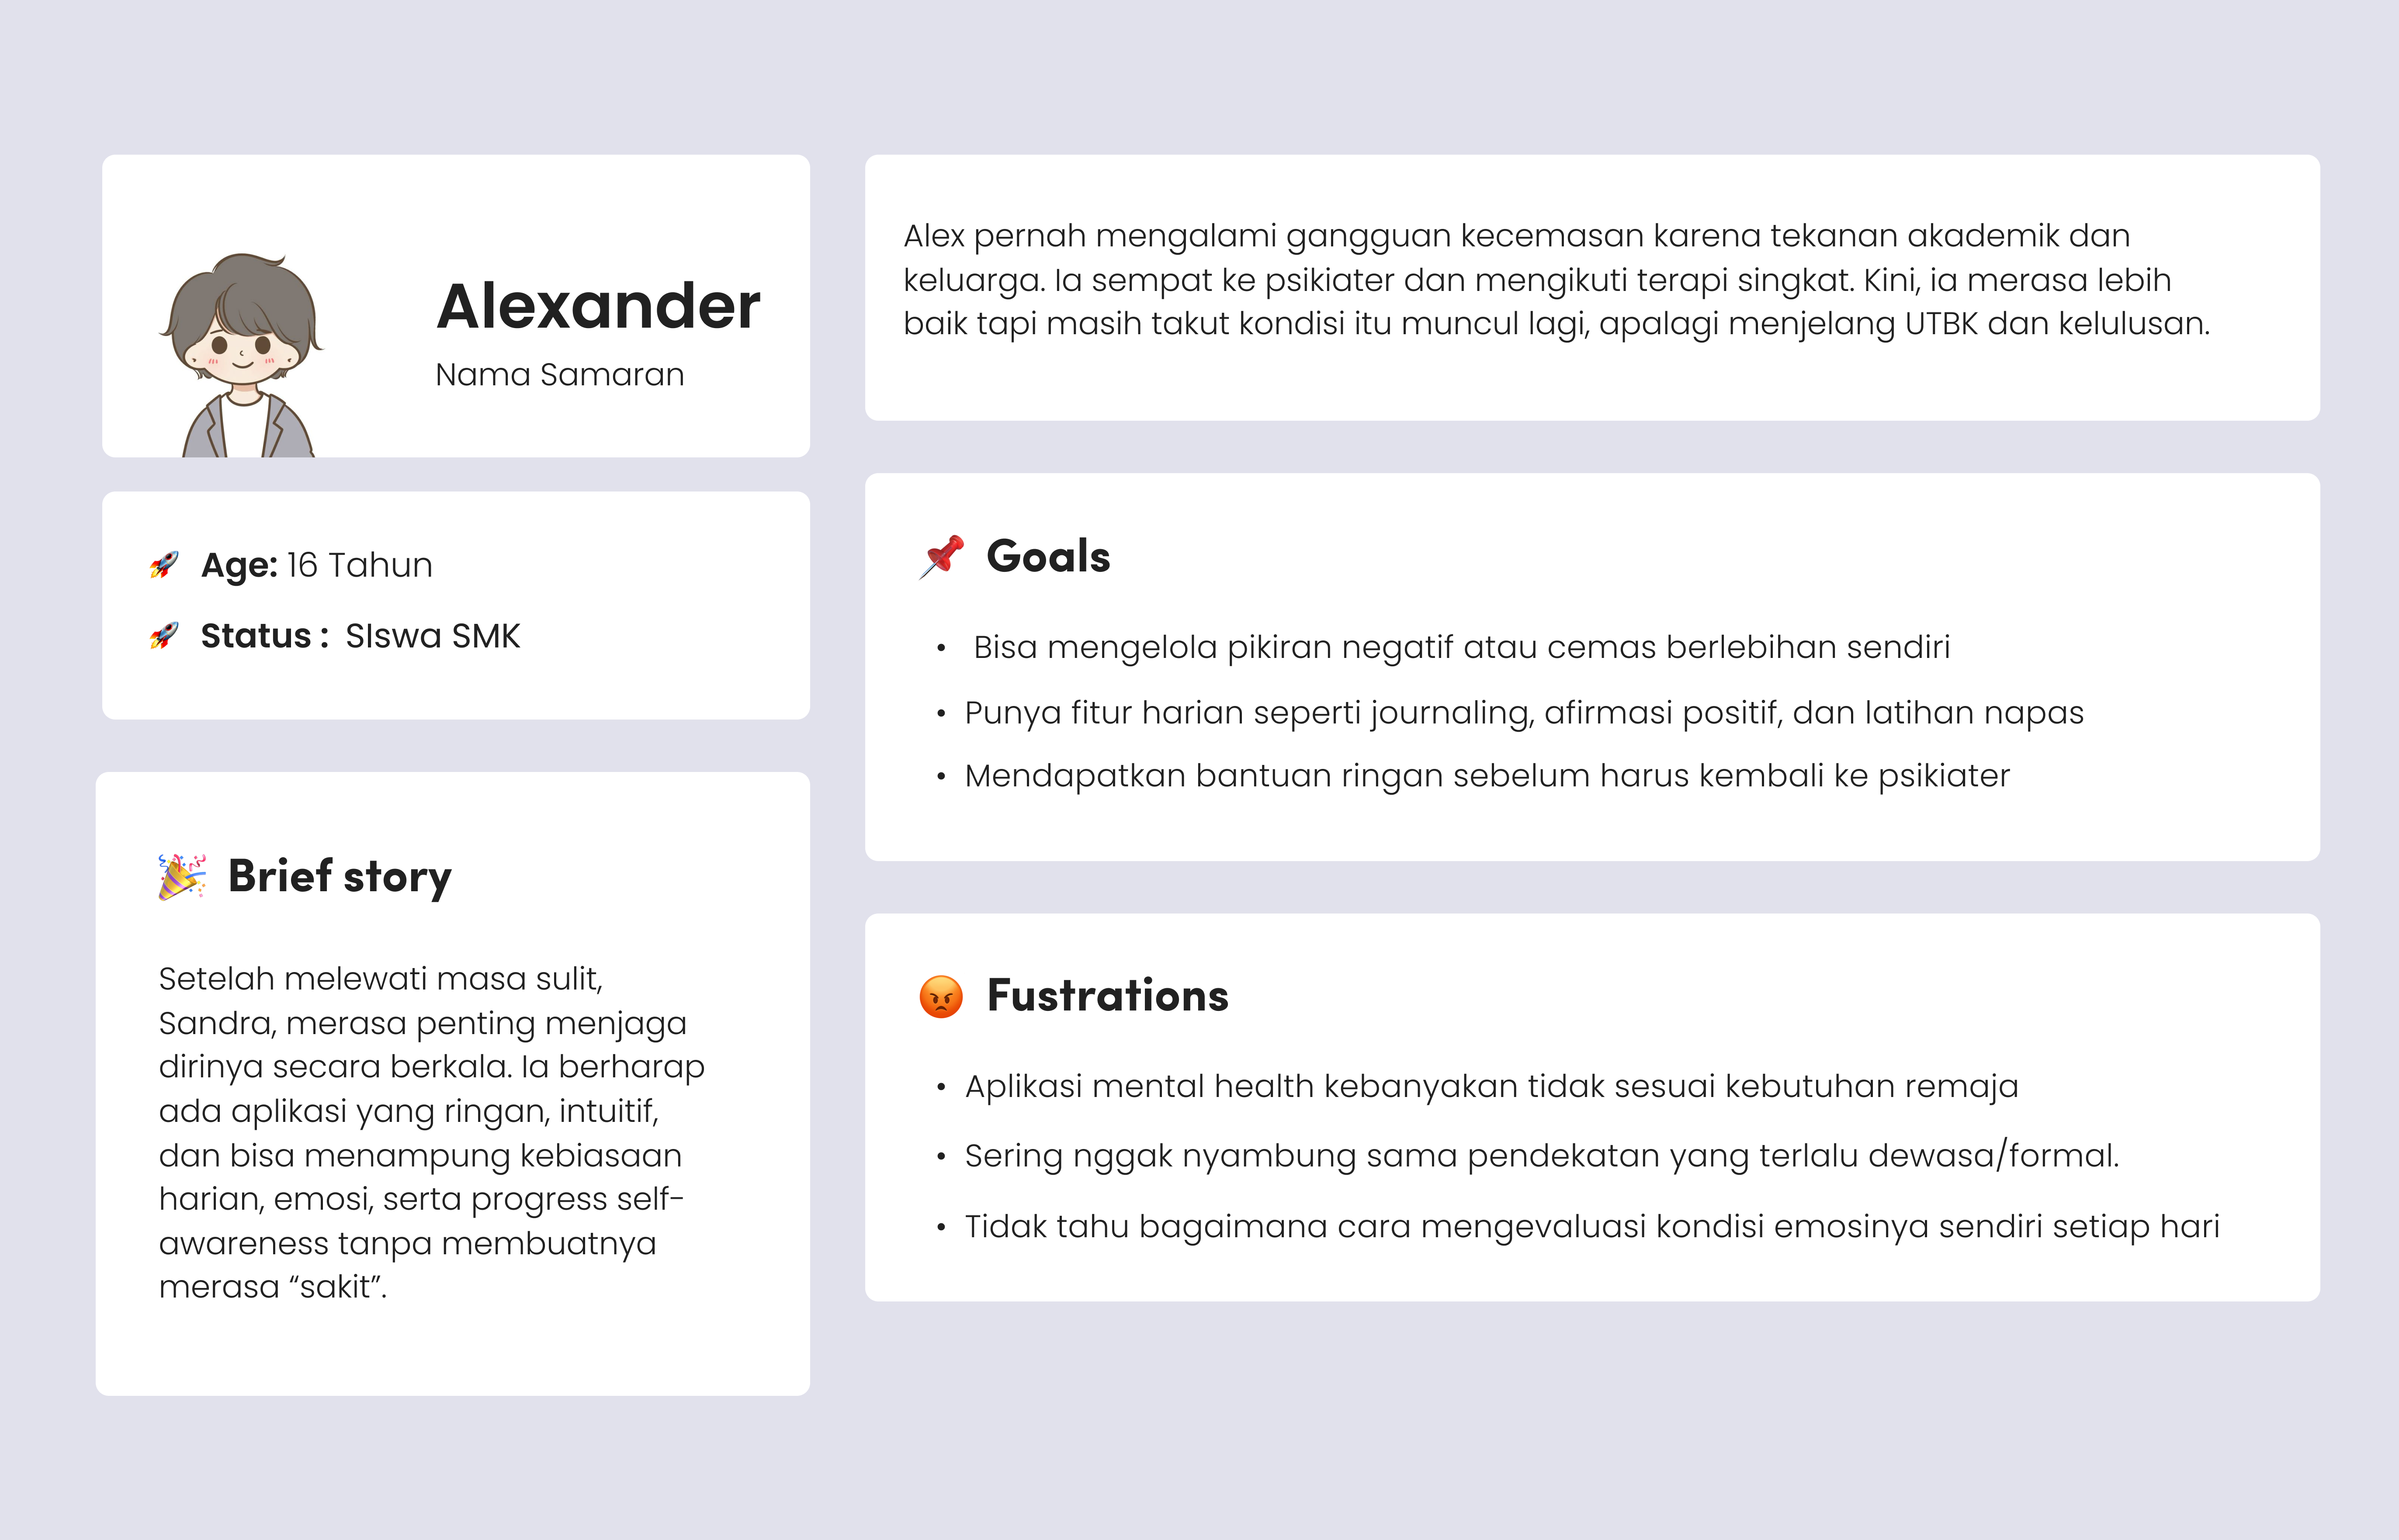 Alexander
Nama Samaran
Age: 16 Tahun
Status : SIswa SMK
Brief story
Setelah melewati masa sulit,
Sandra, merasa penting menjaga
dirinya secara berkala. Ia berharap
ada aplikasi yang ringan, intuitif,
dan bisa menampung kebiasaan
harian, emosi, serta progress self-
awareness tanpa membuatnya
merasa “sakit”.
Alex pernah mengalami gangguan kecemasan karena tekanan akademik dan
keluarga. Ia sempat ke psikiater dan mengikuti terapi singkat. Kini, ia merasa lebih
baik tapi masih takut kondisi itu muncul lagi, apalagi menjelang UTBK dan kelulusan.
Goals
• Bisa mengelola pikiran negatif atau cemas berlebihan sendiri
• Punya fitur harian seperti journaling, afirmasi positif, dan latihan napas
• Mendapatkan bantuan ringan sebelum harus kembali ke psikiater
Fustrations
• Aplikasi mental health kebanyakan tidak sesuai kebutuhan remaja
• Sering nggak nyambung sama pendekatan yang terlalu dewasa/formal.
• Tidak tahu bagaimana cara mengevaluasi kondisi emosinya sendiri setiap hari